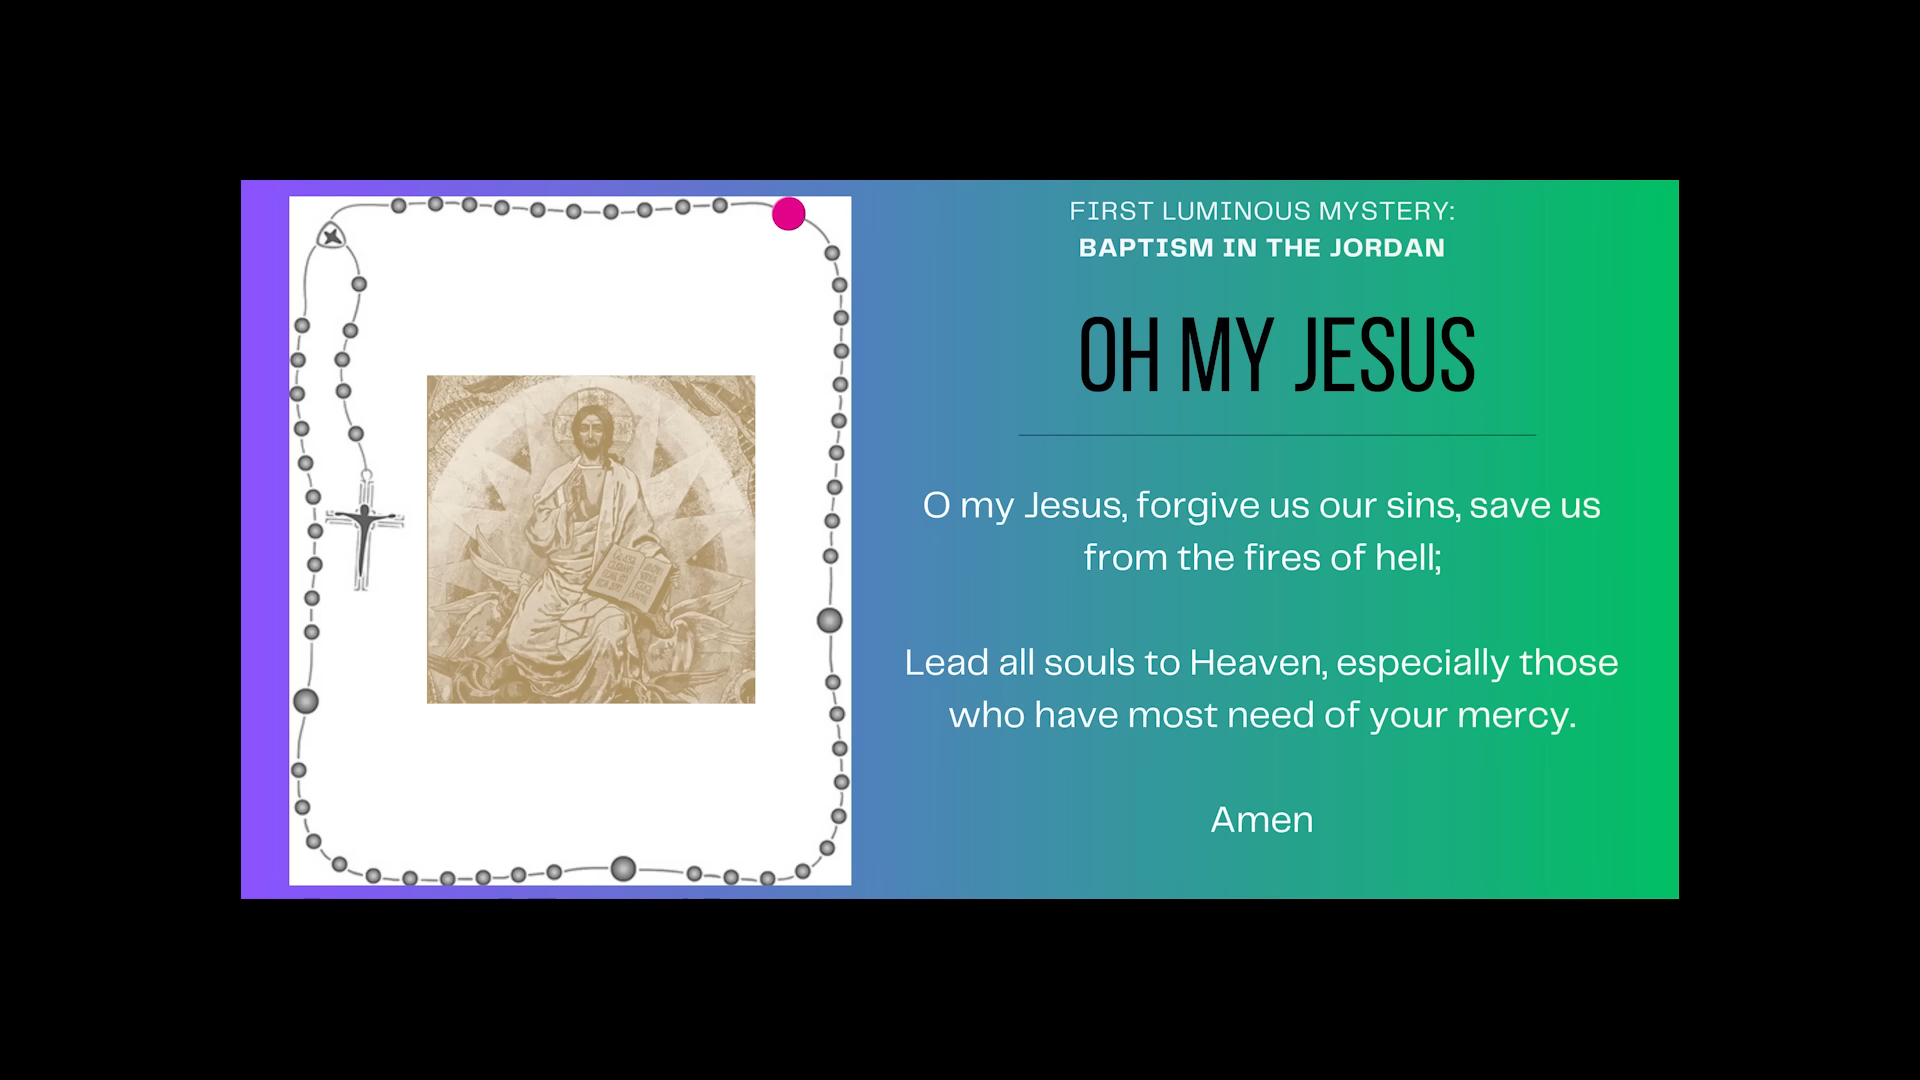 FIRST LUMINOUS MYSTERY:
BAPTISM IN THE JORDAN
OH MY JESUS
O my Jesus, forgive us our sins, save us
from the fires of hell;
Lead all souls to Heaven, especially those
who have most need of your mercy.
Amen